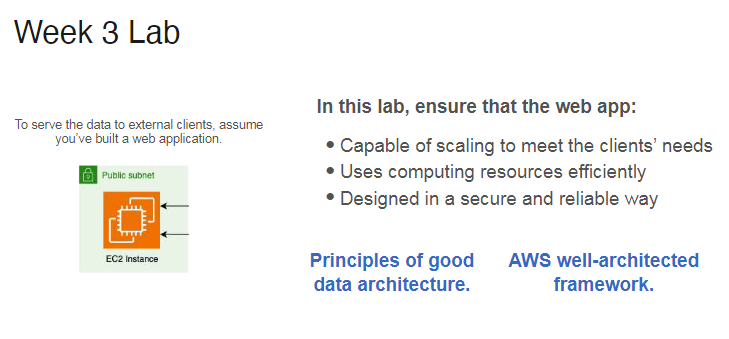 Week 3 Lab
To serve the data to external clients, assume
you've built a web application.
Public subnet
EC2 Instance
In this lab, ensure that the web app:
• Capable of scaling to meet the clients' needs
• Uses computing resources efficiently
• Designed in a secure and reliable way
Principles of good
data architecture.
AWS well-architected
framework.